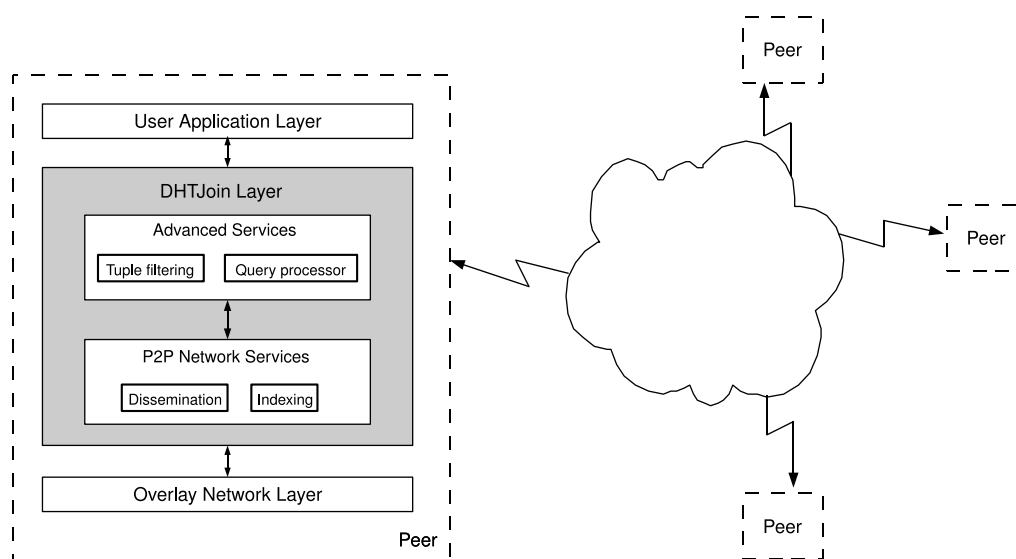 User Application Layer
DHTJoin Layer
Advanced Services
Tuple filtering
Query processor
P2P Network Services
Dissemination
Indexing
Overlay Network Layer
Peer
Peer
Peer
Peer